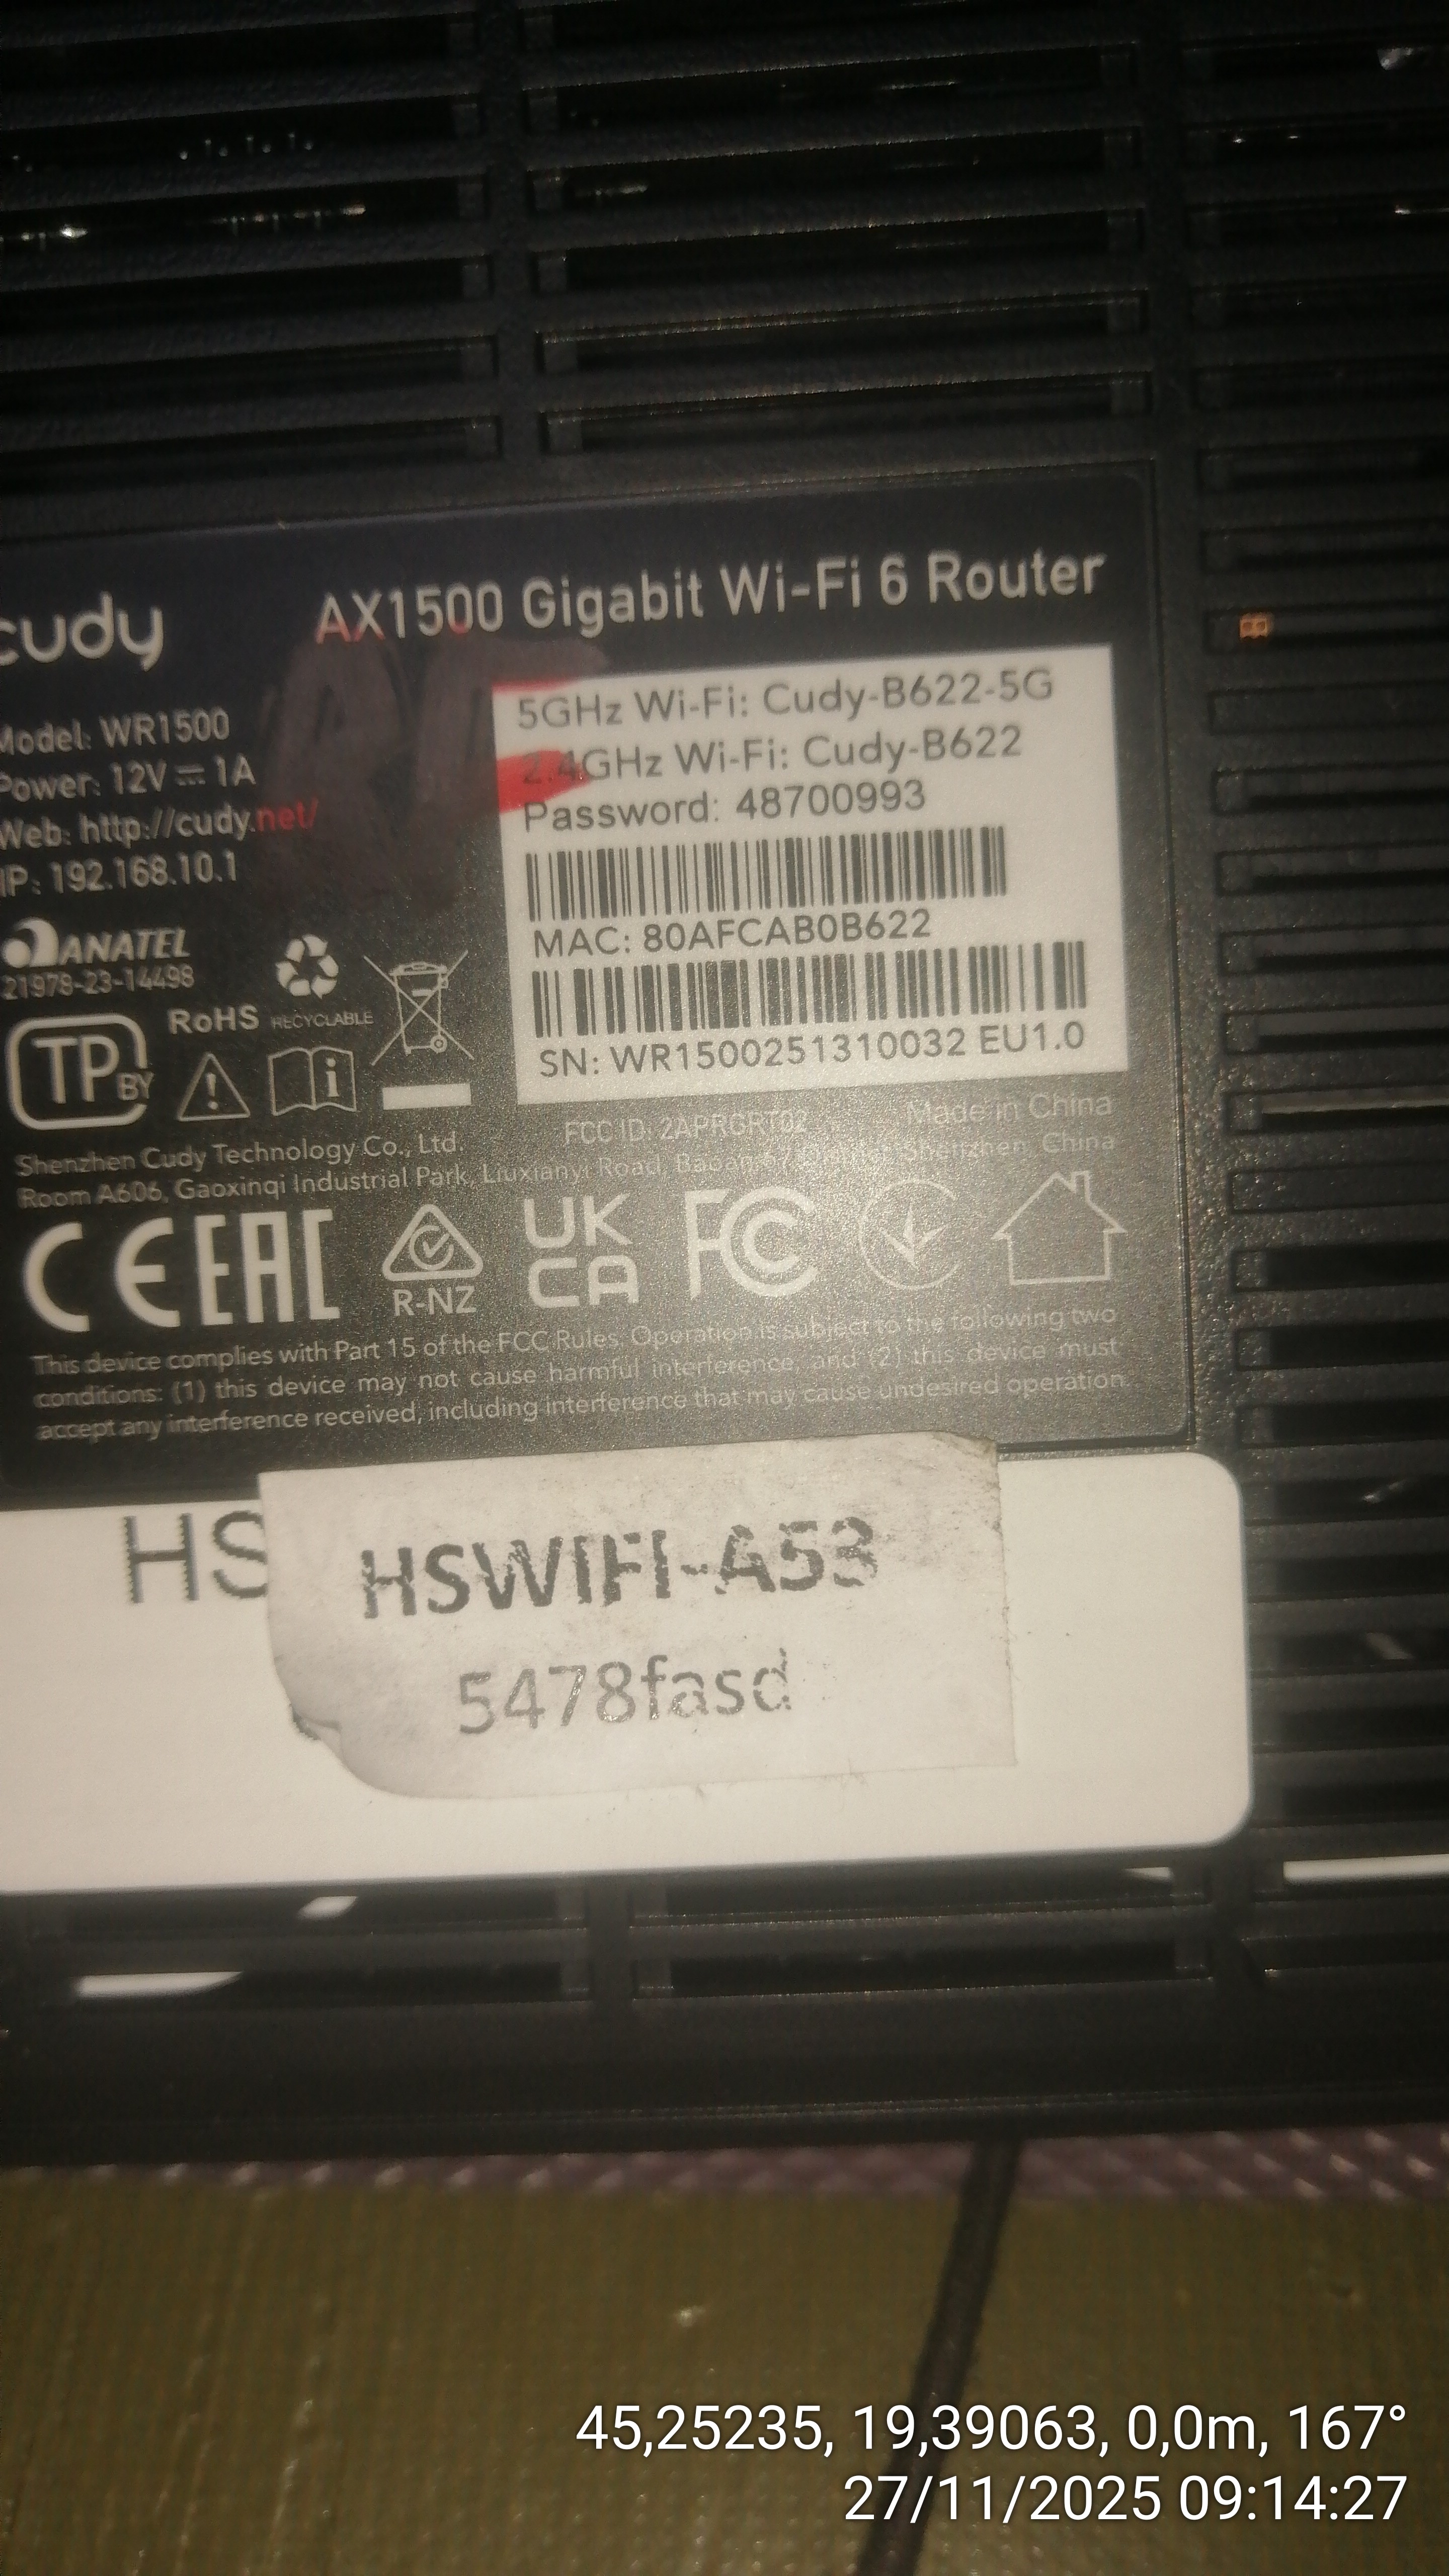 cudy
AX1500 Gigabit Wi-Fi 6 Router
Model: WR1500
Power: 12V ⎓ 1A
Web: http://cudy.net/
IP: 192.168.10.1
5GHz Wi-Fi: Cudy-B622-5G
2.4GHz Wi-Fi: Cudy-B622
Password: 48700993
MAC: 80AFCAB0B622
SN: WR1500251310032 EU1.0
ANATEL
21978-23-14498
RoHS
RECYCLABLE
TP BY
FCC ID: 2APRGRT02
Made in China
Shenzhen Cudy Technology Co., Ltd.
Room A606, Gaoxinqi Industrial Park, Liuxianyi Road, District, Shenzhen, China
CE EAC
R-NZ
UK
CA
FC
This device complies with Part 15 of the FCC Rules. Operation is subject to the following two
conditions: (1) this device may not cause harmful interference, and (2) this device must
accept any interference received, including interference that may cause undesired operation.
HS
HSWIFI-A53
5478fasd
45,25235, 19,39063, 0,0m, 167°
27/11/2025 09:14:27